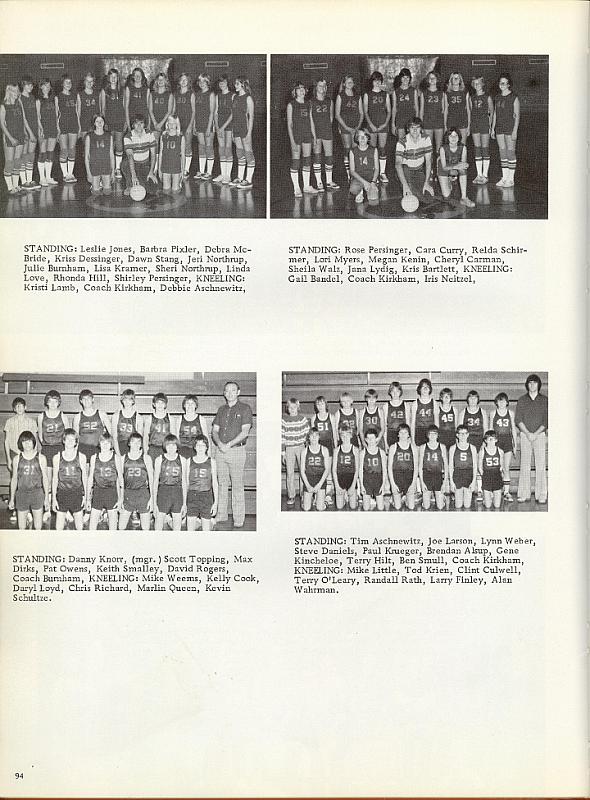 STANDING: Leslie Jones, Barbra Pixler, Debra Mc-
Bride, Kriss Dessinger, Dawn Stang, Jeri Northrup,
Julie Burnham, Lisa Kramer, Sheri Northrup, Linda
Love, Rhonda Hill, Shirley Persinger, KNEELING:
Kristi Lamb, Coach Kirkham, Debbie Aschnewitz,
STANDING: Rose Persinger, Cara Curry, Relda Schir-
mer, Lori Myers, Megan Kenin, Cheryl Carman,
Sheila Walz, Jana Lydig, Kris Bartlett, KNEELING:
Gail Bandel, Coach Kirkham, Iris Neitzel,
STANDING: Danny Knorr, (mgr.) Scott Topping, Max
Dirks, Pat Owens, Keith Smalley, David Rogers,
Coach Burnham, KNEELING: Mike Weems, Kelly Cook,
Daryl Loyd, Chris Richard, Marlin Queen, Kevin
Schultze.
STANDING: Tim Aschnewitz, Joe Larson, Lynn Weber,
Steve Daniels, Paul Krueger, Brendan Alsup, Gene
Kincheloe, Terry Hilt, Ben Smull, Coach Kirkham,
KNEELING: Mike Little, Tod Krien, Clint Culwell,
Terry O'Leary, Randall Rath, Larry Finley, Alan
Wahrman.
94